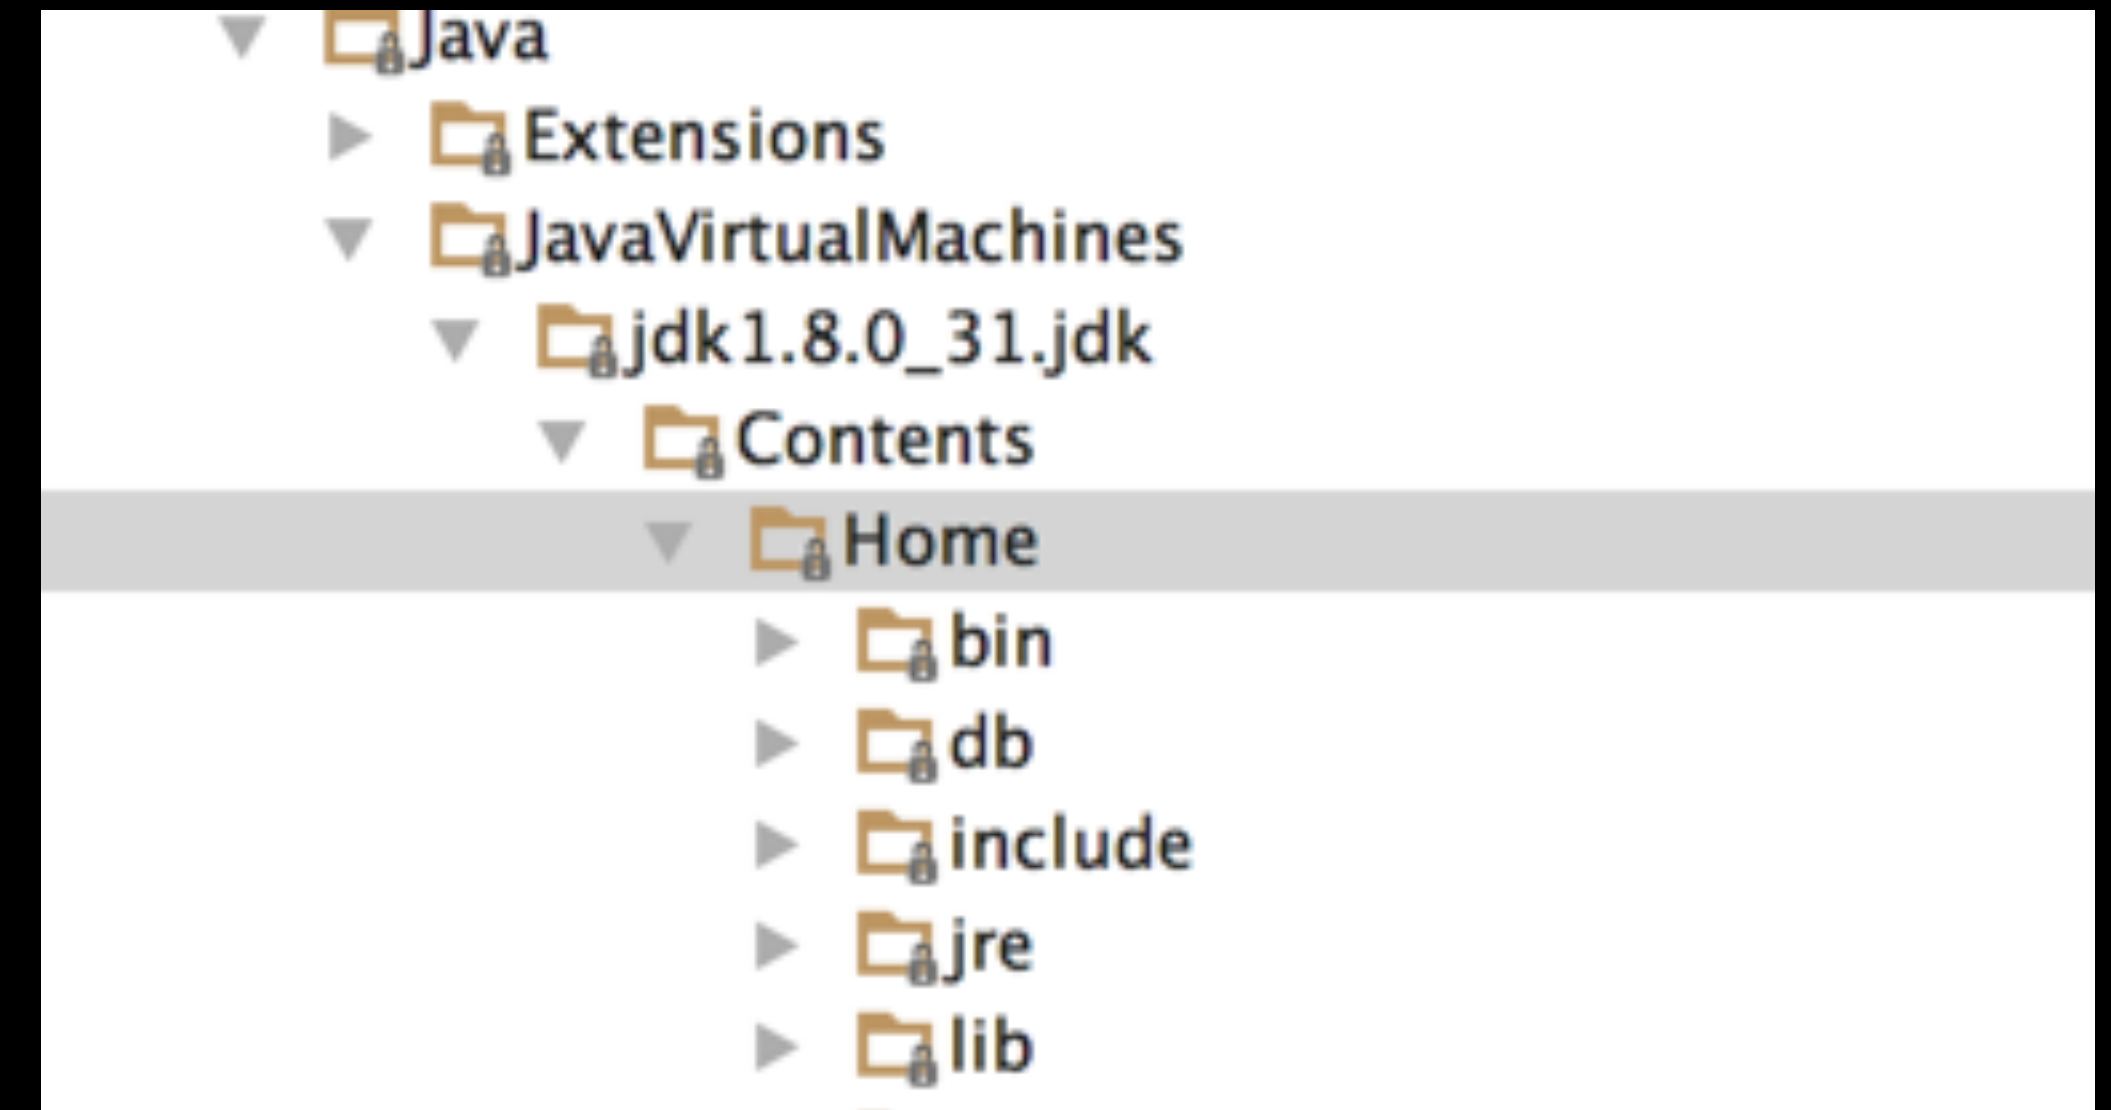 Java
Extensions
JavaVirtualMachines
jdk1.8.0_31.jdk
Contents
Home
bin
db
include
jre
lib